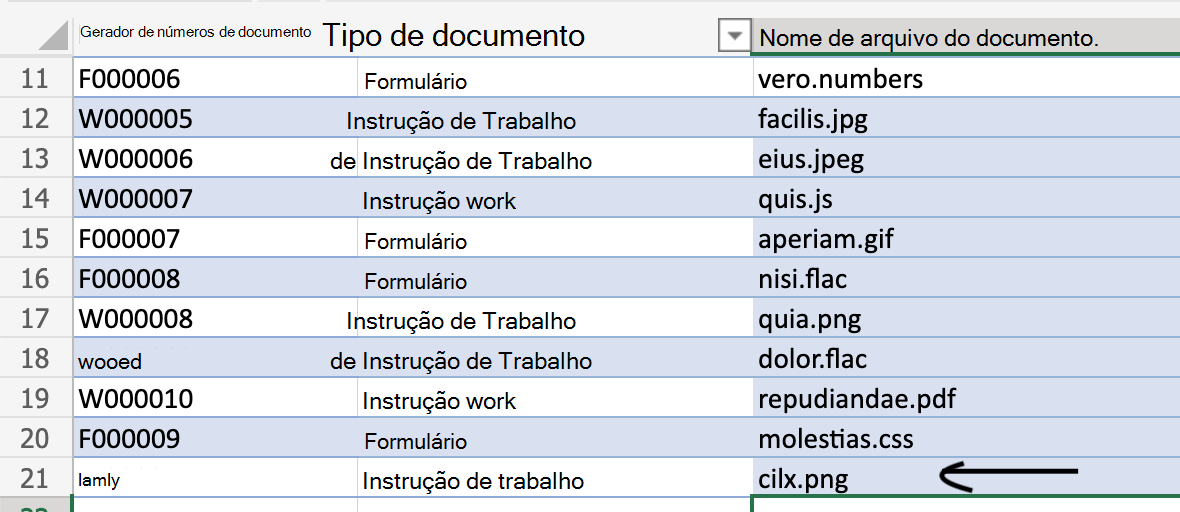 Gerador de números de documento Tipo de documento Nome de arquivo do documento.
11 F000006 Formulário vero.numbers
12 W000005 Instrução de Trabalho facilis.jpg
13 W000006 de Instrução de Trabalho eius.jpeg
14 W000007 Instrução work quis.js
15 F000007 Formulário aperiam.gif
16 F000008 Formulário nisi.flac
17 W000008 Instrução de Trabalho quia.png
18 wooed de Instrução de Trabalho dolor.flac
19 W000010 Instrução work repudiandae.pdf
20 F000009 Formulário molestias.css
21 lamly Instrução de trabalho cilx.png